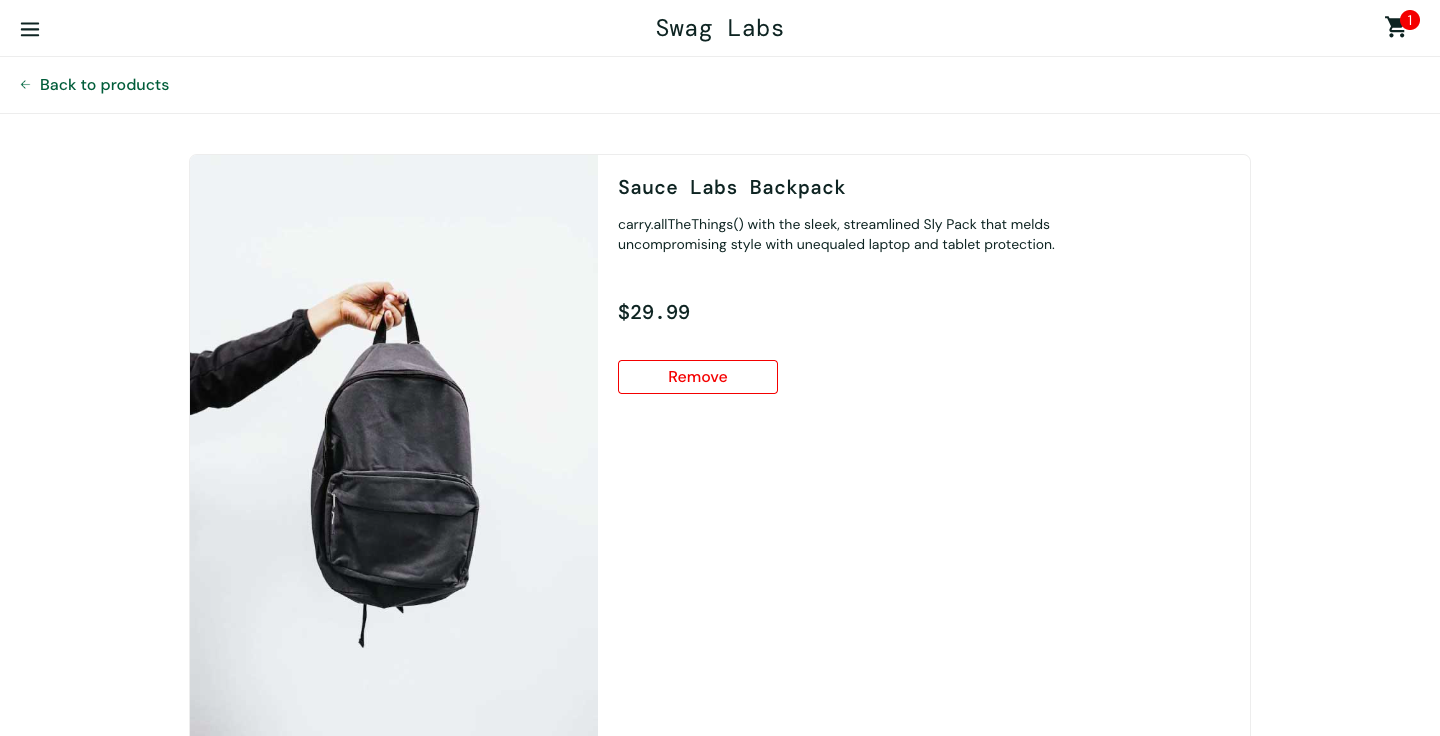 Swag Labs
1
Back to products
Sauce Labs Backpack
carry.allTheThings() with the sleek, streamlined Sly Pack that melds
uncompromising style with unequaled laptop and tablet protection.
$29.99
Remove